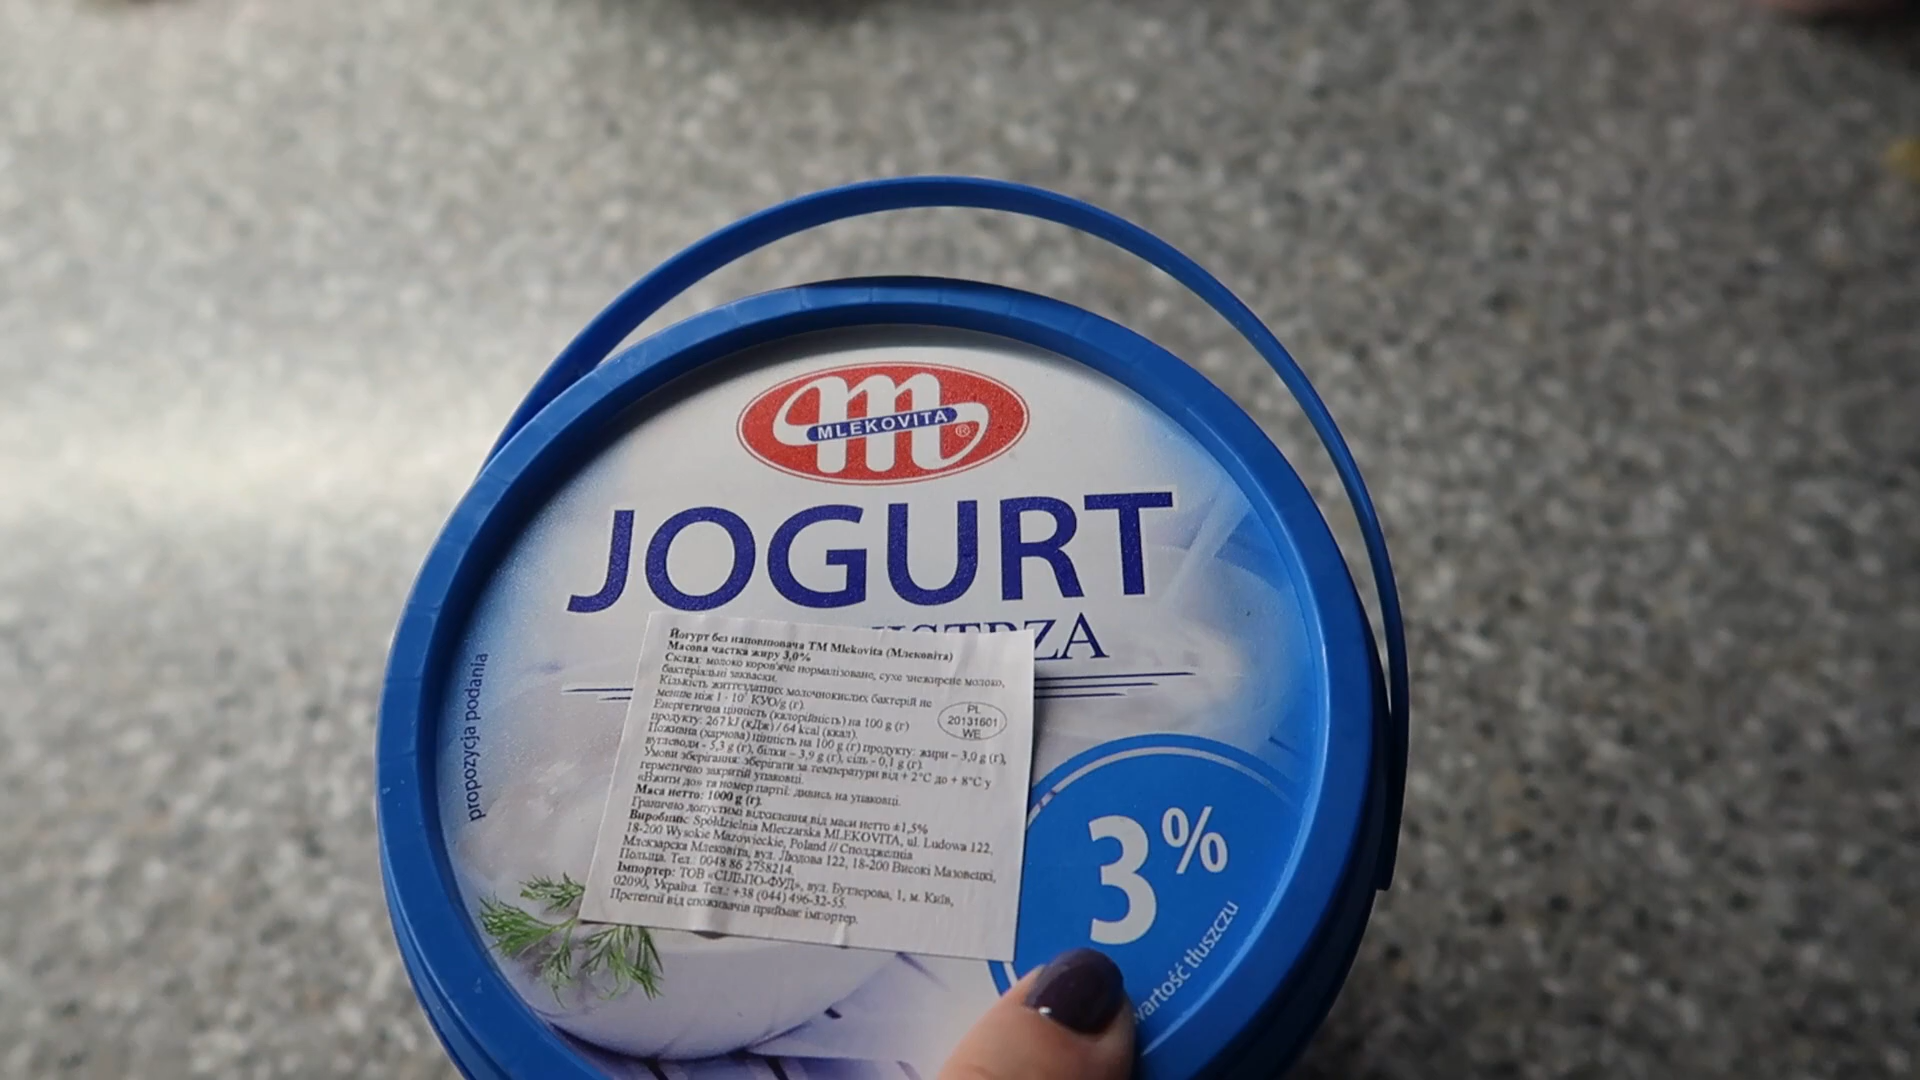 MLEKOVITA
®
JOGURT
ZA
propozycja podania
Йогурт без наповнювача ТМ Mlekovita (Млековіта)
Масова частка жиру 3,0%
Склад: молоко коров'яче нормалізоване, сухе знежирене молоко,
бактеріальні закваски.
Кількість життєздатних молочнокислих бактерій не
менше ніж 1 · 10⁷ КУО/g (г).
Енергетична цінність (калорійність) на 100 g (г)
продукту: 267 kJ (кДж) / 64 kcal (ккал).
Поживна (харчова) цінність на 100 g (г) продукту: жири – 3,0 g (г),
вуглеводи - 5,3 g (г), білки – 3,9 g (г), сіль - 0,1 g (г).
Умови зберігання: зберігати за температури від + 2°С до + 8°С у
герметично закритій упаковці.
«Вжити до» та номер партії: дивись на упаковці.
Маса нетто: 1000 g (г).
Гранично допустимі відхилення від маси нетто ±1,5%
Виробник: Spółdzielnia Mleczarska MLEKOVITA, ul. Ludowa 122,
18-200 Wysokie Mazowieckie, Poland // Сполдзєлніа
Млєкзарска Млековіта, вул. Людова 122, 18-200 Високі Мазовецкі,
Польща. Тел.: 0048 86 2758214.
Імпортер: ТОВ «СІЛЬПО-ФУД», вул. Бутлерова, 1, м. Київ,
02090, Україна. Тел.: +38 (044) 496-32-55.
Претензії від споживачів приймає імпортер.
PL
20131601
WE
3%
tłuszczu